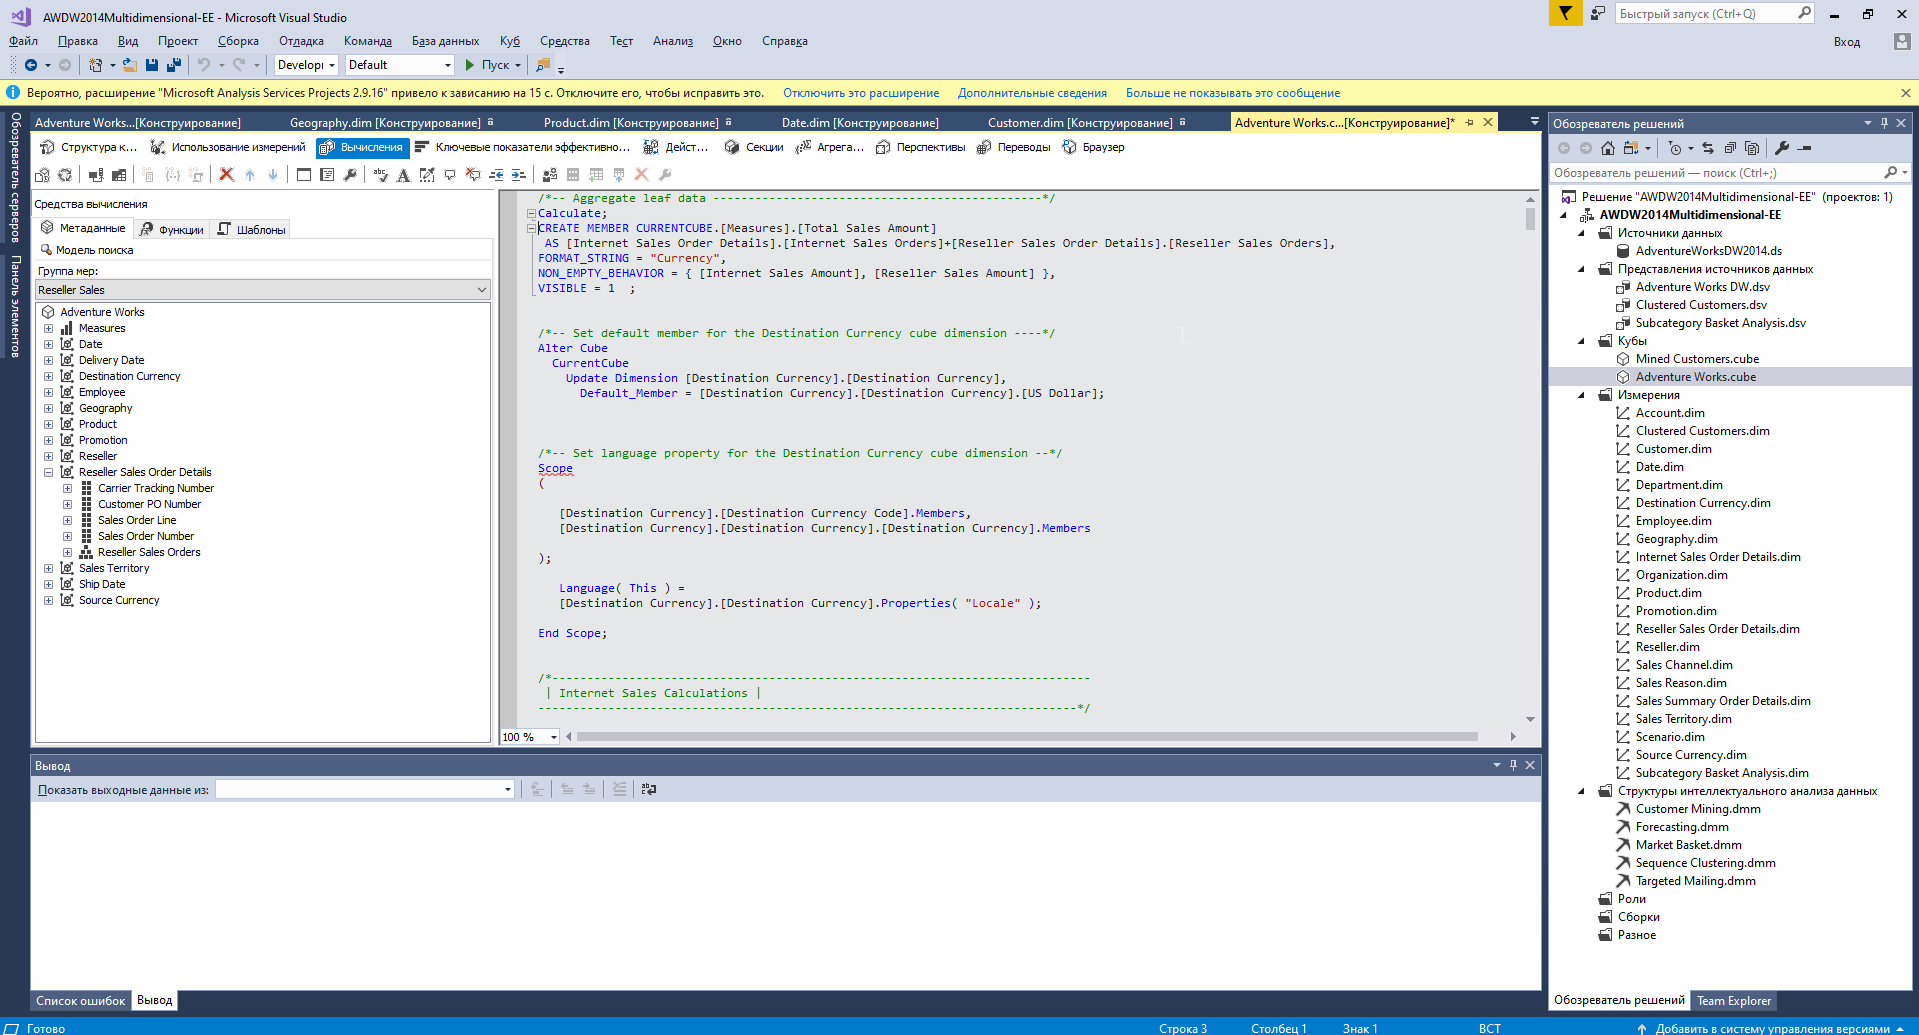 AWDW2014Multidimensional-EE - Microsoft Visual Studio
Быстрый запуск (Ctrl+Q)
Файл Правка Вид Проект Сборка Отладка Команда База данных Куб Средства Тест Анализ Окно Справка
Вход
Develop Default Пуск
Вероятно, расширение "Microsoft Analysis Services Projects 2.9.16" привело к зависанию на 15 с. Отключите его, чтобы исправить это. Отключить это расширение Дополнительные сведения Больше не показывать это сообщение
Обозреватель серверов
Панель элементов
Adventure Works...[Конструирование] Geography.dim [Конструирование] Product.dim [Конструирование] Date.dim [Конструирование] Customer.dim [Конструирование] Adventure Works.c...[Конструирование]*
Структура к... Использование измерений Вычисления Ключевые показатели эффективно... Дейст... Секции Агрега... Перспективы Переводы Браузер
Средства вычисления
Метаданные Функции Шаблоны
Модель поиска
Группа мер:
Reseller Sales
Adventure Works
Measures
Date
Delivery Date
Destination Currency
Employee
Geography
Product
Promotion
Reseller
Reseller Sales Order Details
Carrier Tracking Number
Customer PO Number
Sales Order Line
Sales Order Number
Reseller Sales Orders
Sales Territory
Ship Date
Source Currency
/*-- Aggregate leaf data -----------------------------------------------*/
Calculate;
CREATE MEMBER CURRENTCUBE.[Measures].[Total Sales Amount]
AS [Internet Sales Order Details].[Internet Sales Orders]+[Reseller Sales Order Details].[Reseller Sales Orders],
FORMAT_STRING = "Currency",
NON_EMPTY_BEHAVIOR = { [Internet Sales Amount], [Reseller Sales Amount] },
VISIBLE = 1 ;
/*-- Set default member for the Destination Currency cube dimension ----*/
Alter Cube
CurrentCube
Update Dimension [Destination Currency].[Destination Currency],
Default_Member = [Destination Currency].[Destination Currency].[US Dollar];
/*-- Set language property for the Destination Currency cube dimension --*/
Scope
(
[Destination Currency].[Destination Currency Code].Members,
[Destination Currency].[Destination Currency].[Destination Currency].Members
);
Language( This ) =
[Destination Currency].[Destination Currency].Properties( "Locale" );
End Scope;
/*-----------------------------------------------------------------------------
| Internet Sales Calculations |
-----------------------------------------------------------------------------*/
100 %
Вывод
Показать выходные данные из:
Список ошибок Вывод
Обозреватель решений
Обозреватель решений — поиск (Ctrl+;)
Решение "AWDW2014Multidimensional-EE" (проектов: 1)
AWDW2014Multidimensional-EE
Источники данных
AdventureWorksDW2014.ds
Представления источников данных
Adventure Works DW.dsv
Clustered Customers.dsv
Subcategory Basket Analysis.dsv
Кубы
Mined Customers.cube
Adventure Works.cube
Измерения
Account.dim
Clustered Customers.dim
Customer.dim
Date.dim
Department.dim
Destination Currency.dim
Employee.dim
Geography.dim
Internet Sales Order Details.dim
Organization.dim
Product.dim
Promotion.dim
Reseller Sales Order Details.dim
Reseller.dim
Sales Channel.dim
Sales Reason.dim
Sales Summary Order Details.dim
Sales Territory.dim
Scenario.dim
Source Currency.dim
Subcategory Basket Analysis.dim
Структуры интеллектуального анализа данных
Customer Mining.dmm
Forecasting.dmm
Market Basket.dmm
Sequence Clustering.dmm
Targeted Mailing.dmm
Роли
Сборки
Разное
Обозреватель решений Team Explorer
Готово Строка 3 Столбец 1 Знак 1 ВСТ Добавить в систему управления версиями